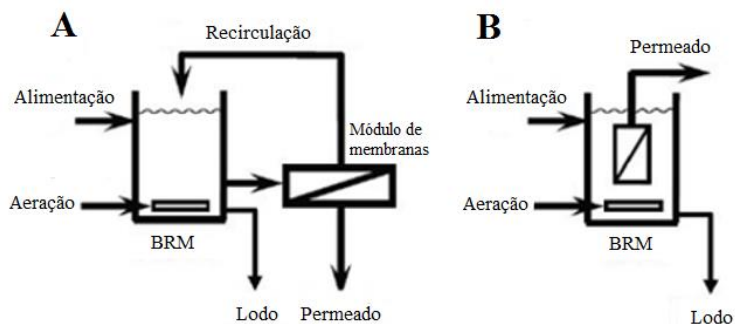 A
Recirculação
Alimentação
Módulo de
membranas
Aeração
BRM
Lodo
Permeado
B
Permeado
Alimentação
Aeração
BRM
Lodo